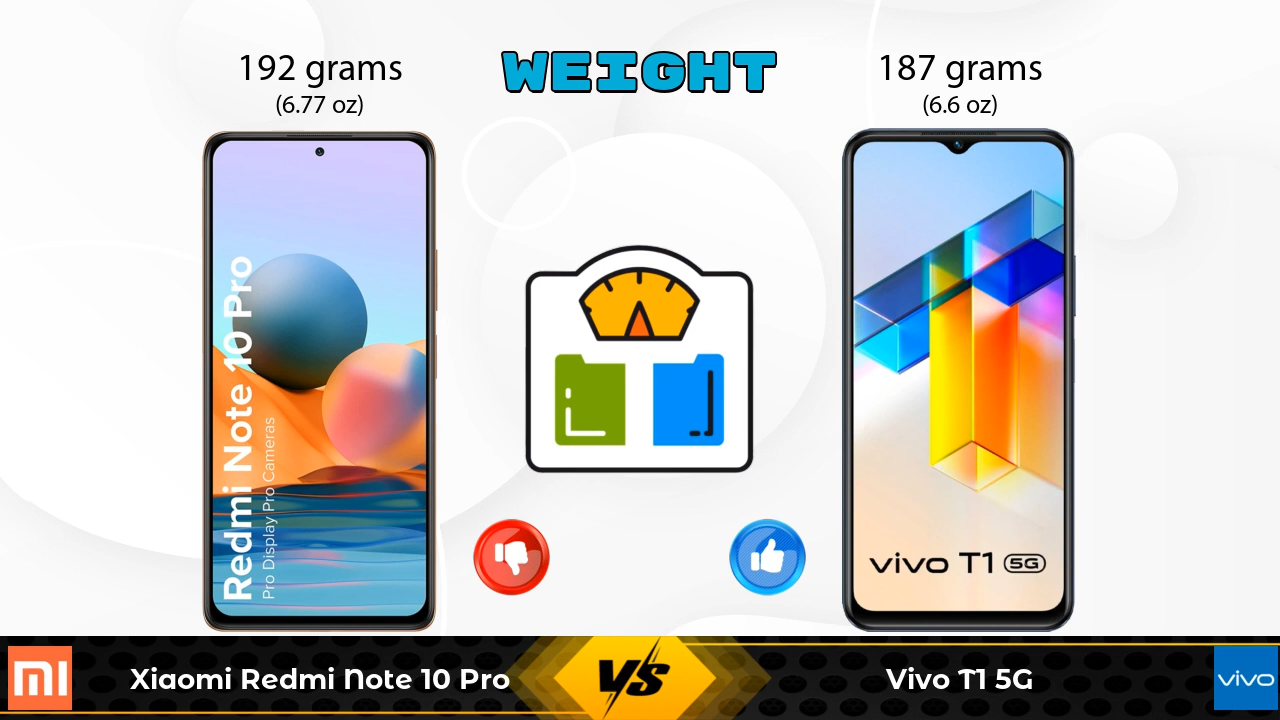 WEIGHT
192 grams
(6.77 oz)
187 grams
(6.6 oz)
Redmi Note 10 Pro
Pro Display Pro Cameras
vivo T1 5G
mi
Xiaomi Redmi Note 10 Pro
VS
Vivo T1 5G
vivo